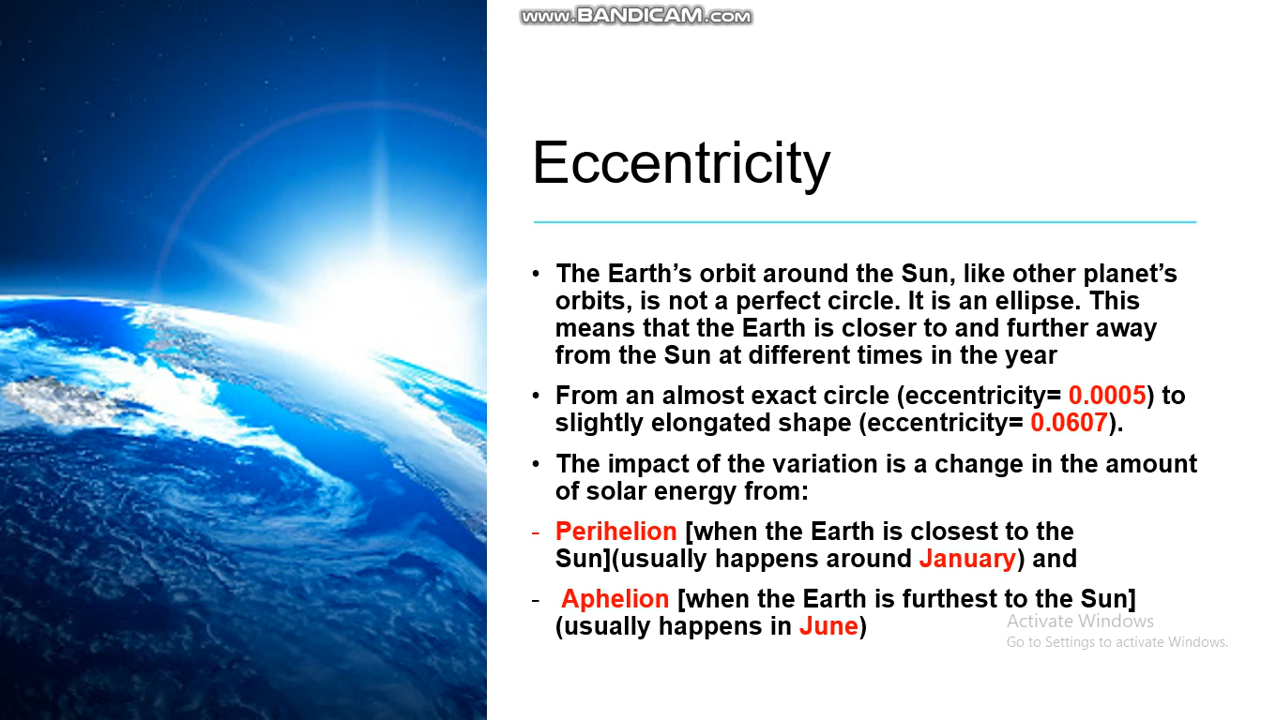 www.BANDICAM.com
Eccentricity
• The Earth’s orbit around the Sun, like other planet’s
orbits, is not a perfect circle. It is an ellipse. This
means that the Earth is closer to and further away
from the Sun at different times in the year
• From an almost exact circle (eccentricity= 0.0005) to
slightly elongated shape (eccentricity= 0.0607).
• The impact of the variation is a change in the amount
of solar energy from:
- Perihelion [when the Earth is closest to the
Sun](usually happens around January) and
- Aphelion [when the Earth is furthest to the Sun]
(usually happens in June)
Activate Windows
Go to Settings to activate Windows.